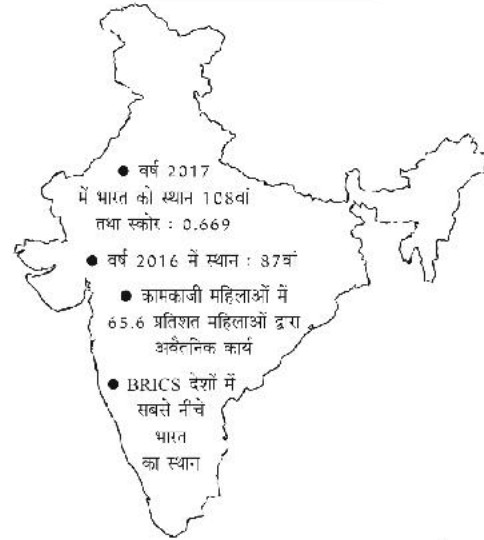 ● वर्ष 2017
में भारत को स्थान 108वां
तथा स्कोर : 0.669
● वर्ष 2016 में स्थान : 87वां
● कामकाजी महिलाओं में
65.6 प्रतिशत महिलाओं द्वारा
अवैतनिक कार्य
● BRICS देशों में
सबसे नीचे
भारत
का स्थान